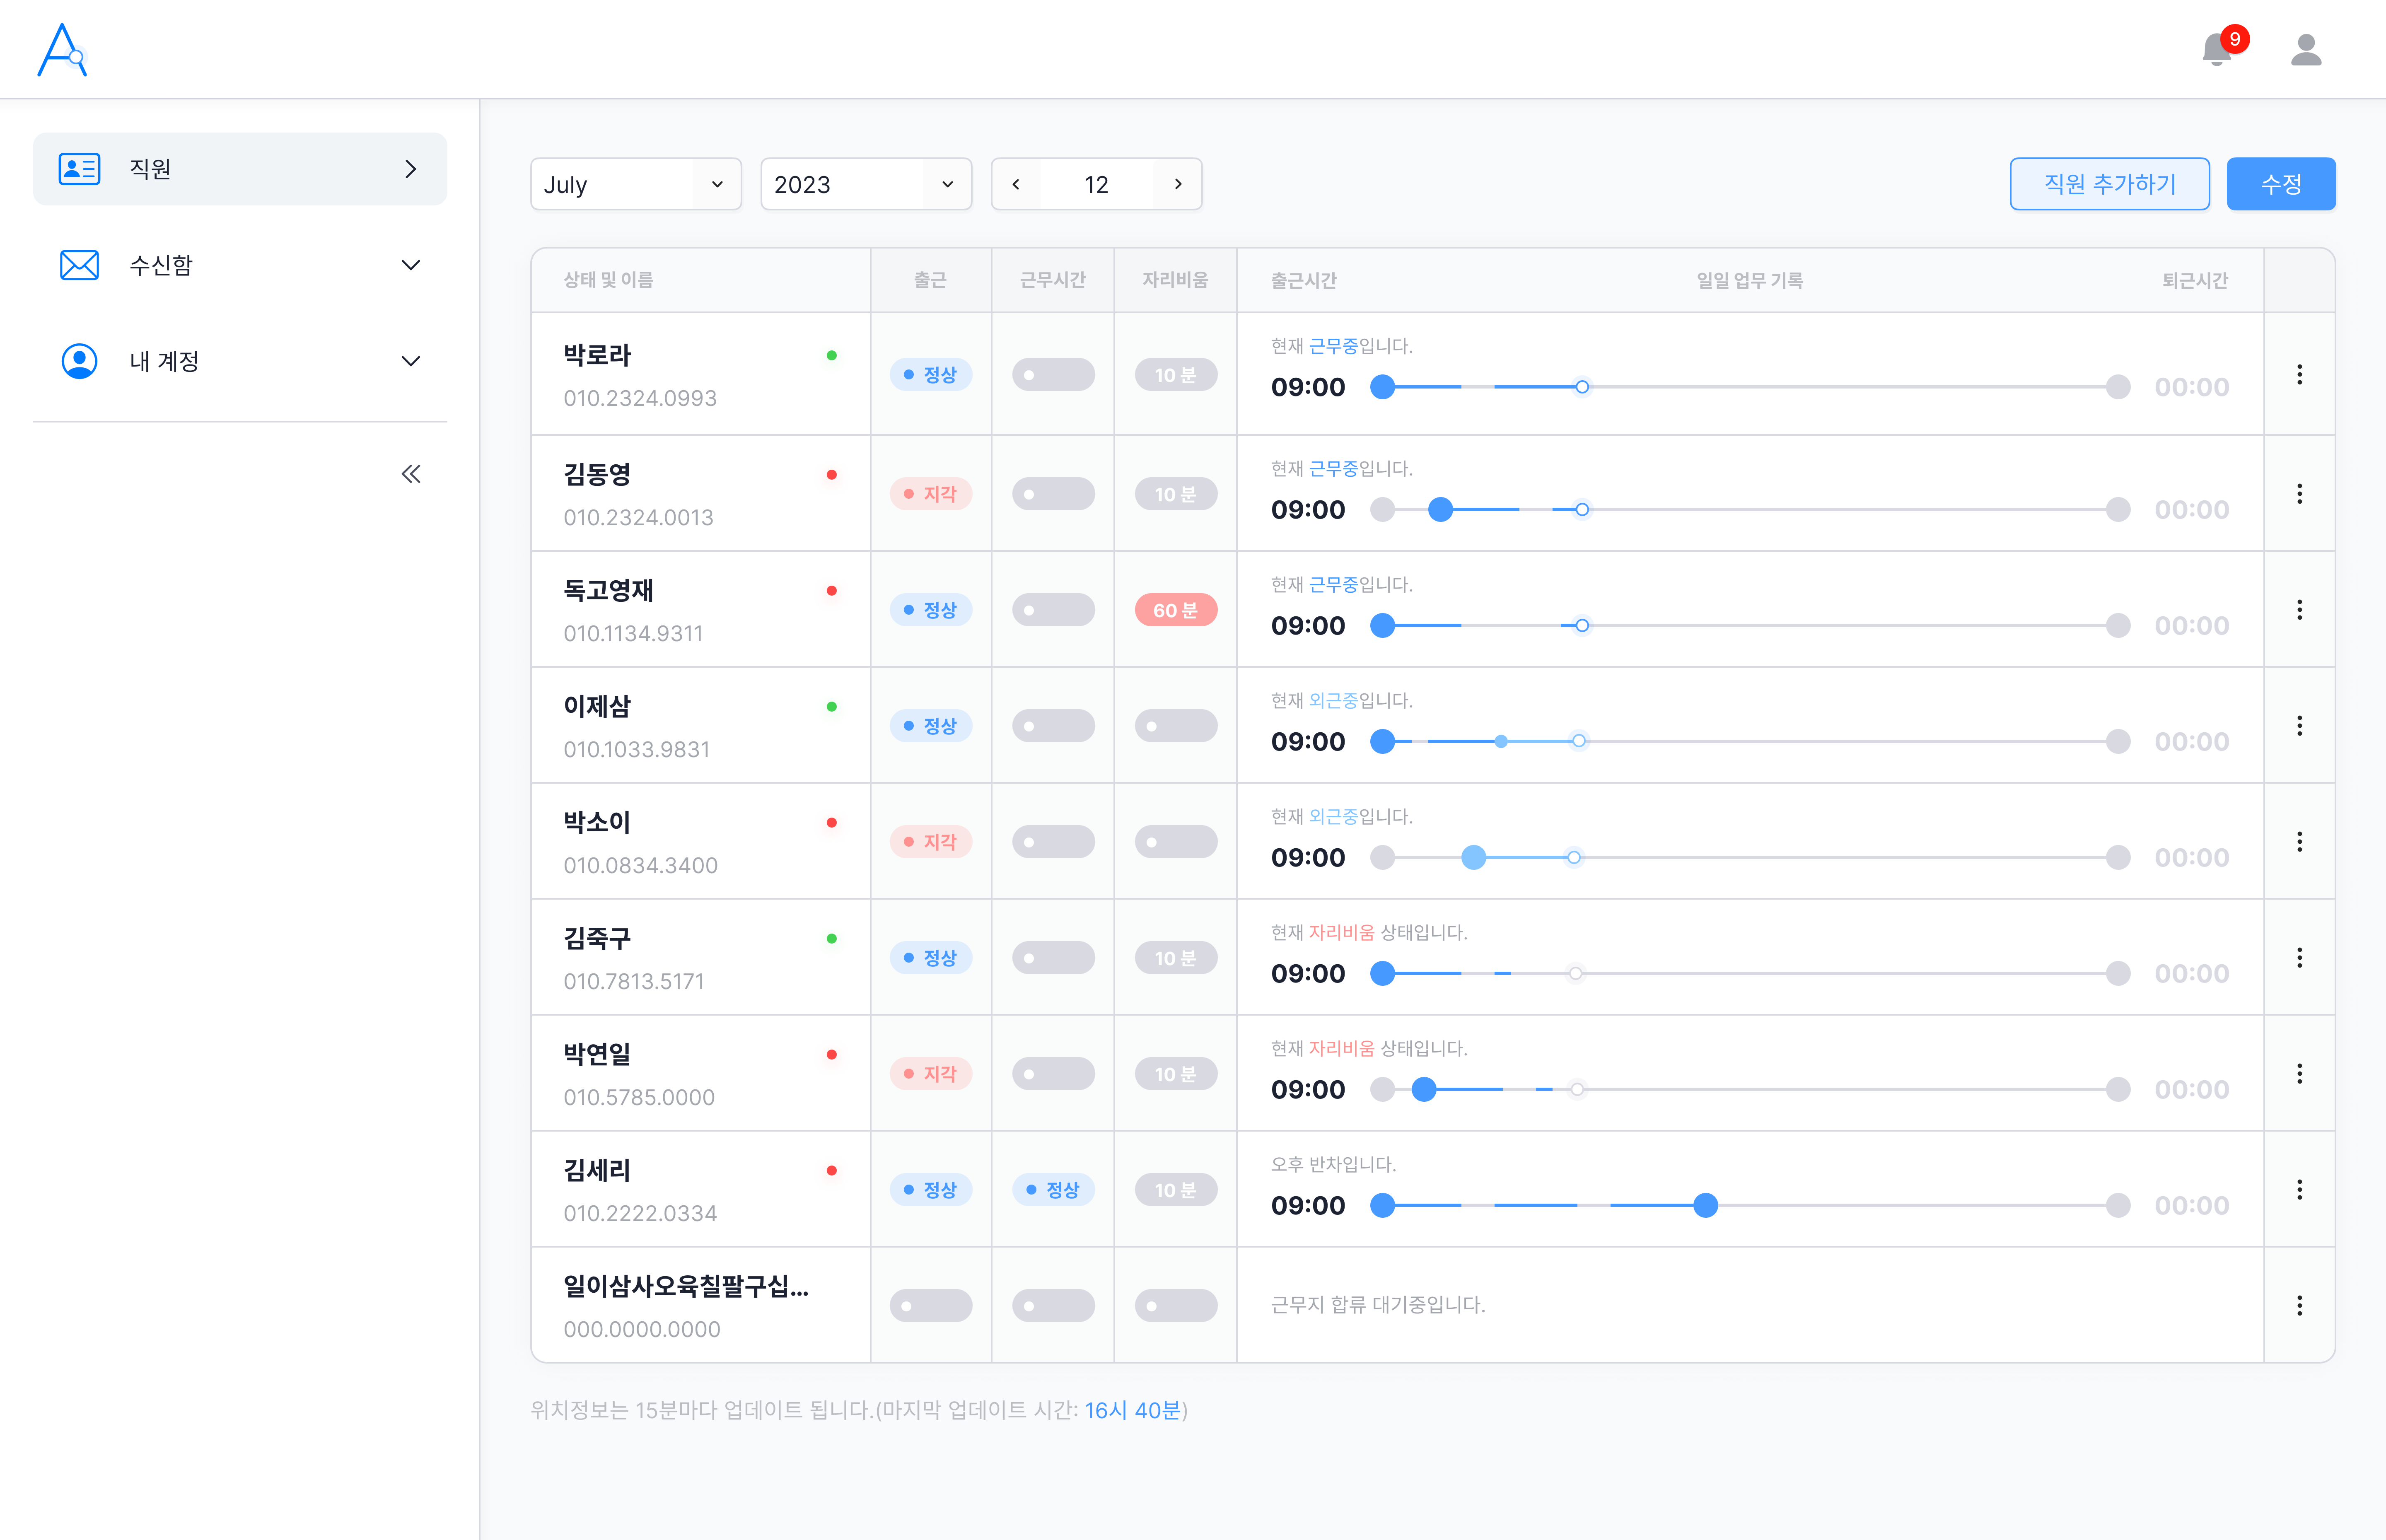 9
직원
수신함
내 계정
July
2023
12
직원 추가하기
수정
상태 및 이름 출근 근무시간 자리비움 출근시간 일일 업무 기록 퇴근시간
박로라
010.2324.0993
정상
10 분
현재 근무중입니다.
09:00
00:00
김동영
010.2324.0013
지각
10 분
현재 근무중입니다.
09:00
00:00
독고영재
010.1134.9311
정상
60 분
현재 근무중입니다.
09:00
00:00
이제삼
010.1033.9831
정상
현재 외근중입니다.
09:00
00:00
박소이
010.0834.3400
지각
현재 외근중입니다.
09:00
00:00
김죽구
010.7813.5171
정상
10 분
현재 자리비움 상태입니다.
09:00
00:00
박연일
010.5785.0000
지각
10 분
현재 자리비움 상태입니다.
09:00
00:00
김세리
010.2222.0334
정상
정상
10 분
오후 반차입니다.
09:00
00:00
일이삼사오육칠팔구십...
000.0000.0000
근무지 합류 대기중입니다.
위치정보는 15분마다 업데이트 됩니다.(마지막 업데이트 시간: 16시 40분)